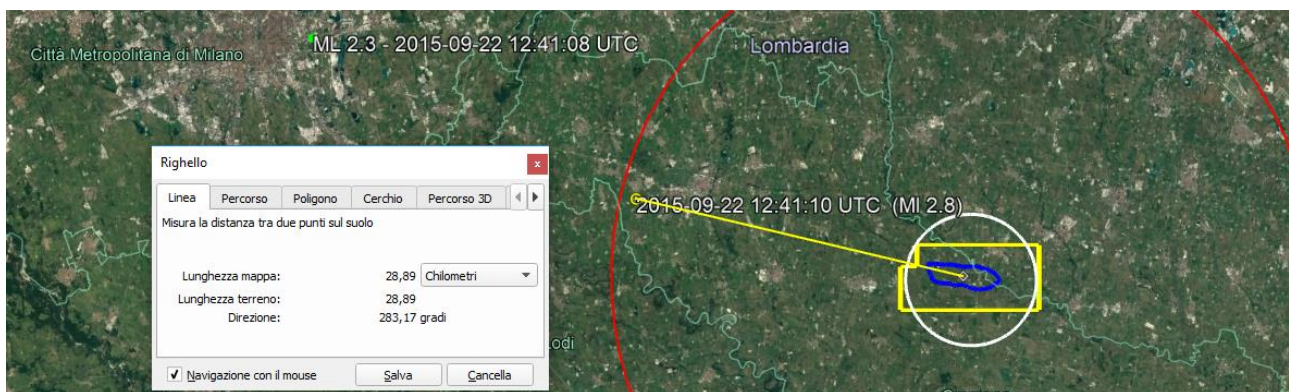 Città Metropolitana di Milano
ML 2.3 - 2015-09-22 12:41:08 UTC
Lombardia
Righello
x
Linea Percorso Poligono Cerchio Percorso 3D
Misura la distanza tra due punti sul suolo
2015-09-22 12:41:10 UTC (Ml 2.8)
Lunghezza mappa: 28,89 Chilometri
Lunghezza terreno: 28,89
Direzione: 283,17 gradi
Navigazione con il mouse Salva Cancella